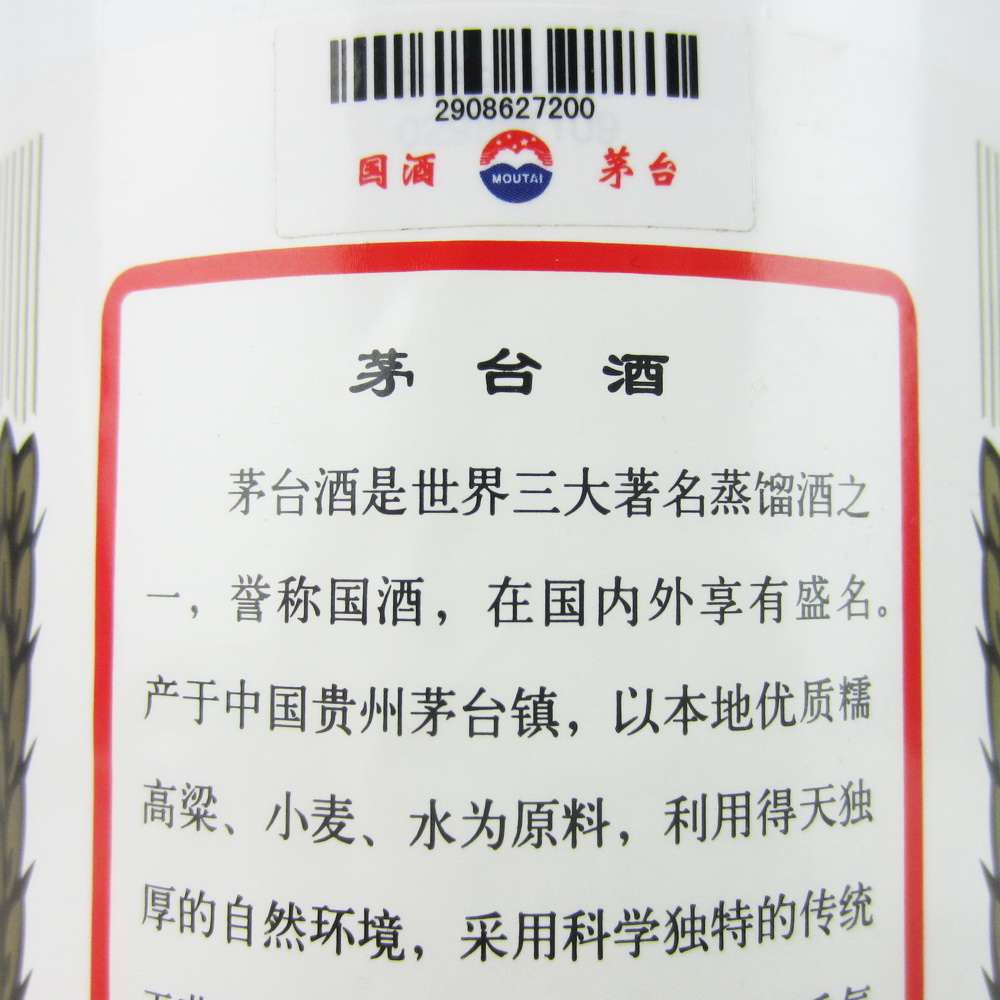 2908627200
国酒 MOUTAI 茅台
茅台酒
茅台酒是世界三大著名蒸馏酒之
一，誉称国酒，在国内外享有盛名。
产于中国贵州茅台镇，以本地优质糯
高粱、小麦、水为原料，利用得天独
厚的自然环境，采用科学独特的传统